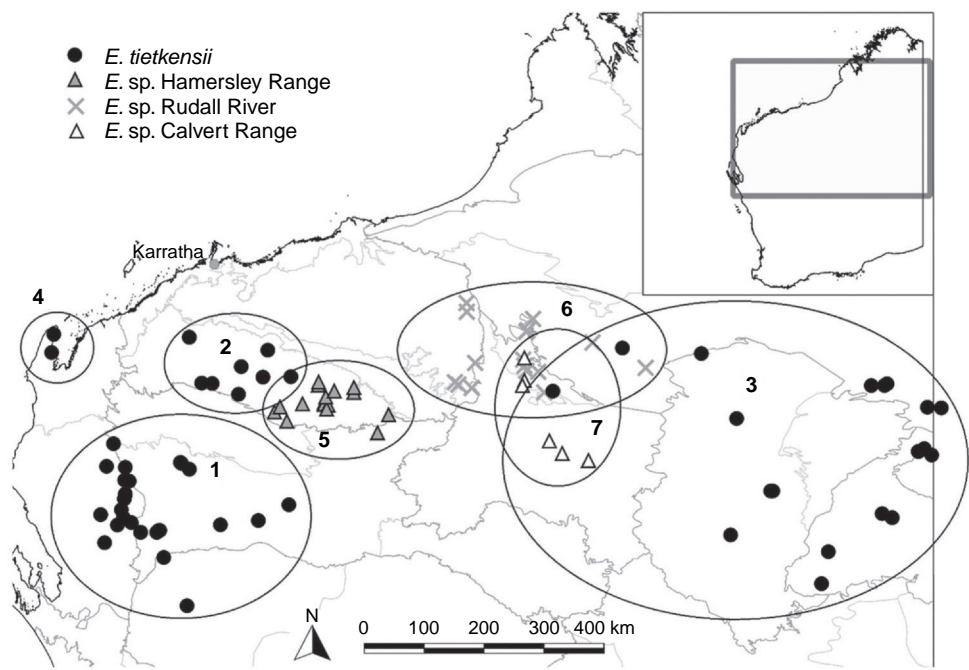 E. tietkensii
E. sp. Hamersley Range
E. sp. Rudall River
E. sp. Calvert Range
Karratha
4
6
2
3
5
7
1
N
0 100 200 300 400 km